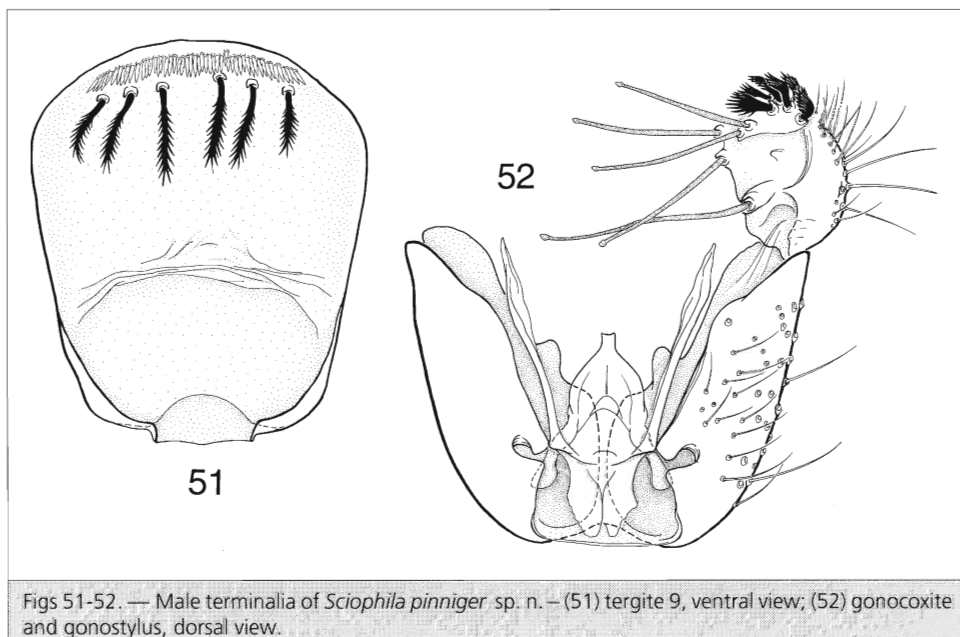 51
52
Figs 51-52. — Male terminalia of Sciophila pinniger sp. n. – (51) tergite 9, ventral view; (52) gonocoxite
and gonostylus, dorsal view.